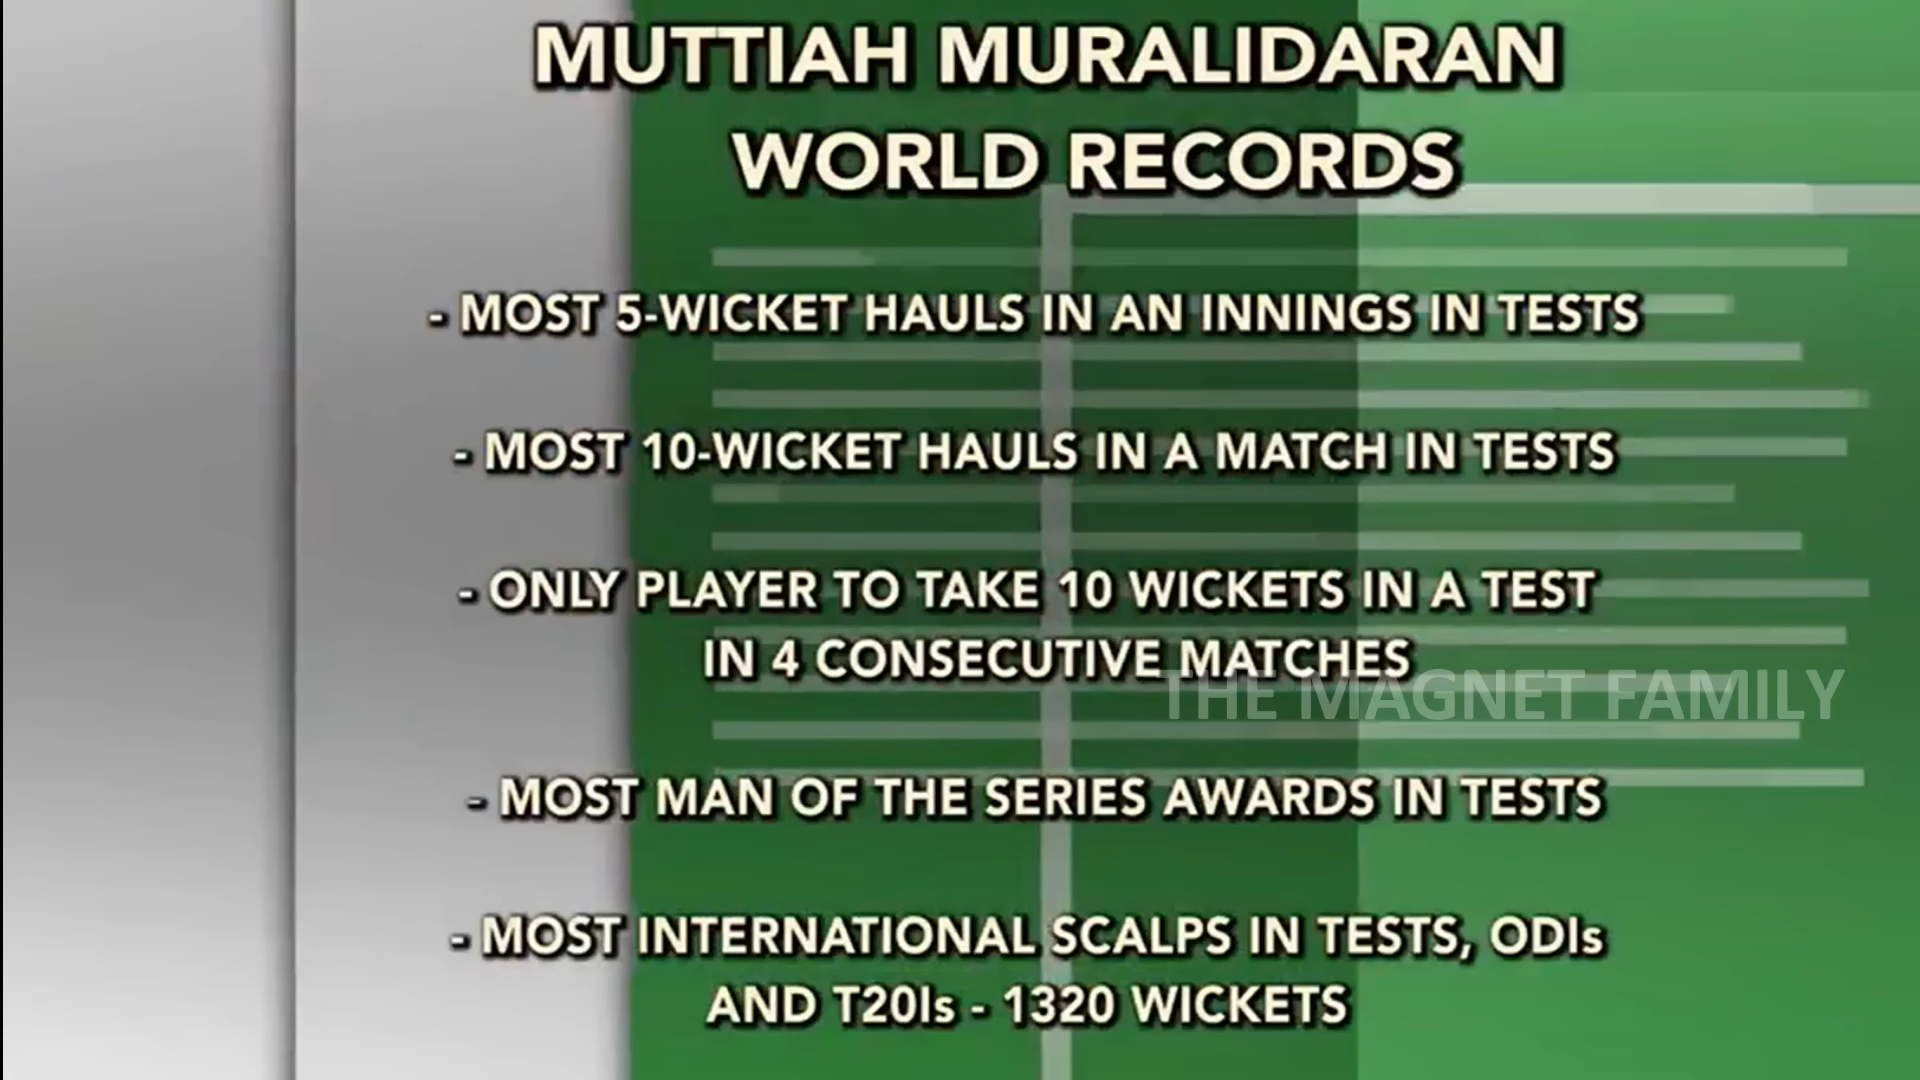 MUTTIAH MURALIDARAN
WORLD RECORDS
- MOST 5-WICKET HAULS IN AN INNINGS IN TESTS
- MOST 10-WICKET HAULS IN A MATCH IN TESTS
- ONLY PLAYER TO TAKE 10 WICKETS IN A TEST
IN 4 CONSECUTIVE MATCHES
THE MAGNET FAMILY
- MOST MAN OF THE SERIES AWARDS IN TESTS
- MOST INTERNATIONAL SCALPS IN TESTS, ODIs
AND T20Is - 1320 WICKETS